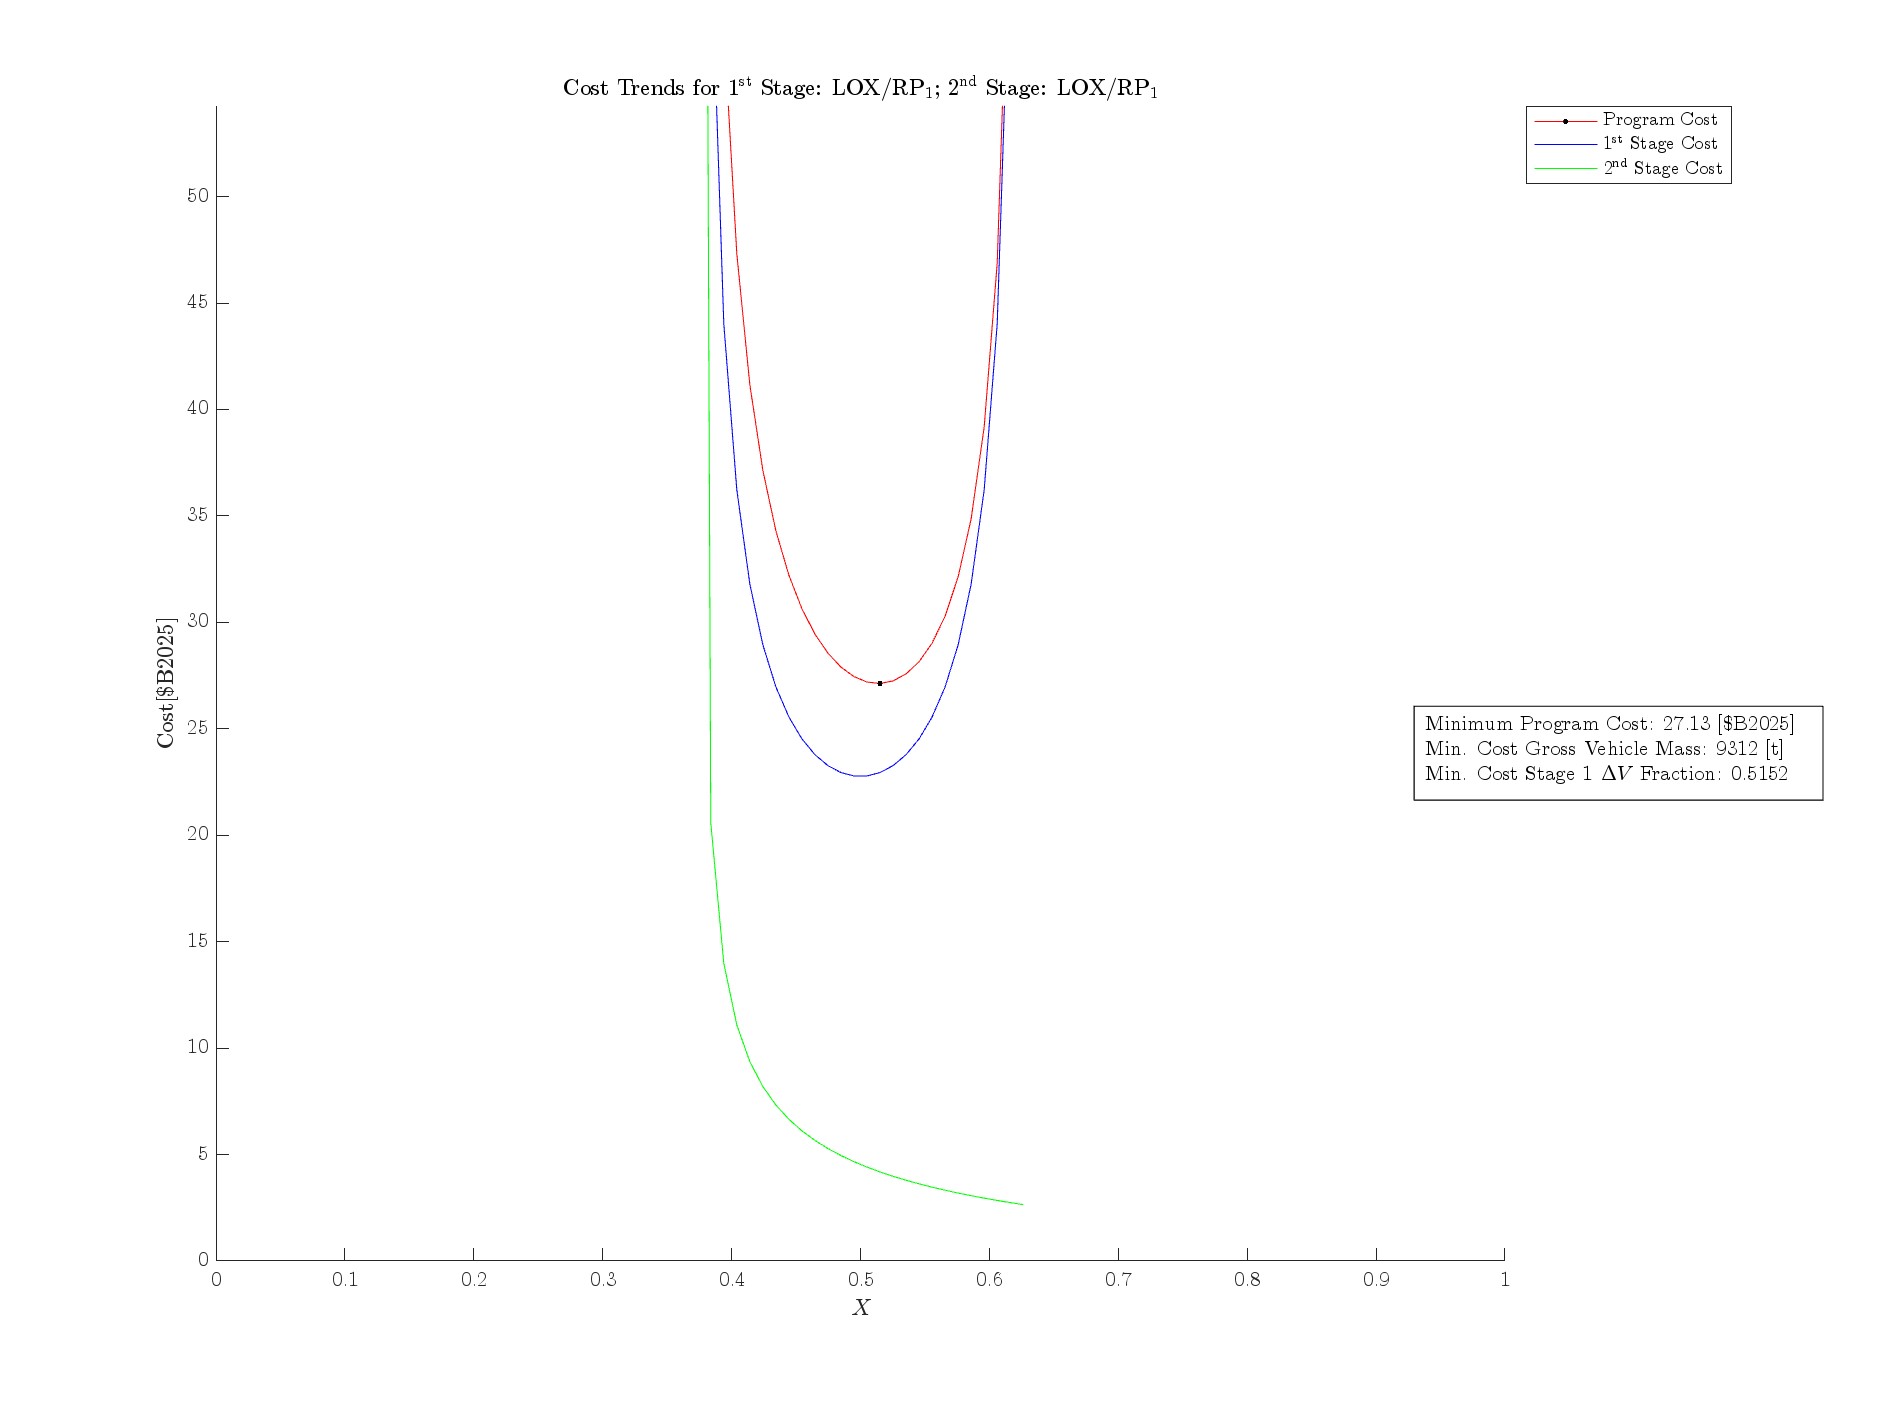 Cost Trends for 1st Stage: LOX/RP1; 2nd Stage: LOX/RP1
Program Cost
1st Stage Cost
2nd Stage Cost
50
45
40
35
30
25
20
15
10
5
0
Cost[$B2025]
Minimum Program Cost: 27.13 [$B2025]
Min. Cost Gross Vehicle Mass: 9312 [t]
Min. Cost Stage 1 ΔV Fraction: 0.5152
0 0.1 0.2 0.3 0.4 0.5 0.6 0.7 0.8 0.9 1
X